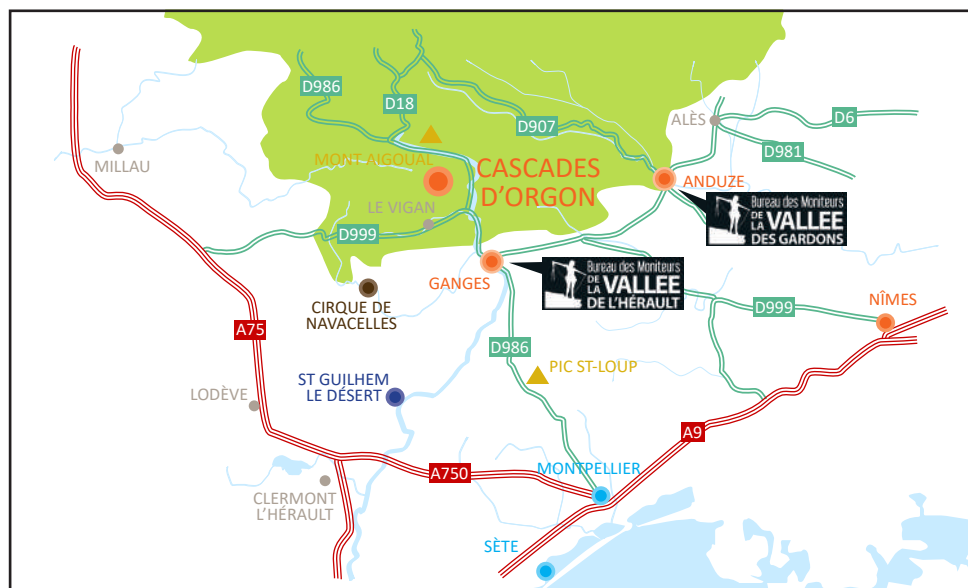 D986
D18
D907
ALÈS
D6
D981
MILLAU
MONT-AIGOUAL
CASCADES
D'ORGON
ANDUZE
LE VIGAN
Bureau des Moniteurs
DE LA VALLEE
DES GARDONS
D999
GANGES
Bureau des Moniteurs
DE LA VALLEE
DE L'HÉRAULT
CIRQUE DE
NAVACELLES
NÎMES
D999
A75
D986
PIC ST-LOUP
ST GUILHEM
LE DÉSERT
LODÈVE
A9
A750
MONTPELLIER
CLERMONT
L'HÉRAULT
SÈTE